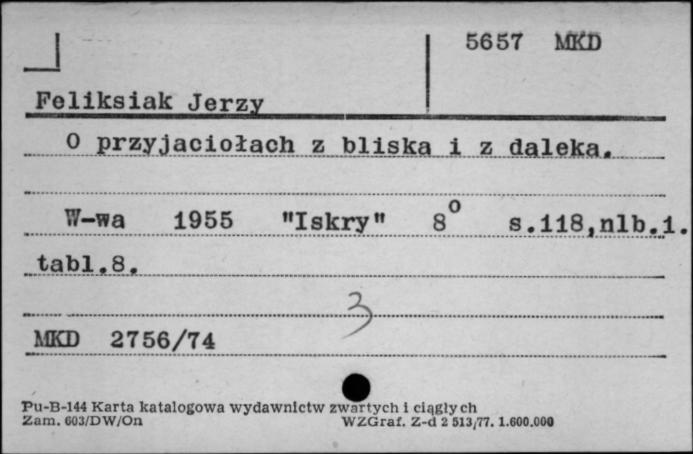 5657 MKD
Feliksiak Jerzy
O przyjaciołach z bliska i z daleka.
W-wa 1955 "Iskry" 8° s.118,nlb.1.
tabl.8.
3
MKD 2756/74
Pu-B-144 Karta katalogowa wydawnictw zwartych i ciągłych
Zam. 603/DW/On WZGraf. Z-d 2 513/77. 1.600.000